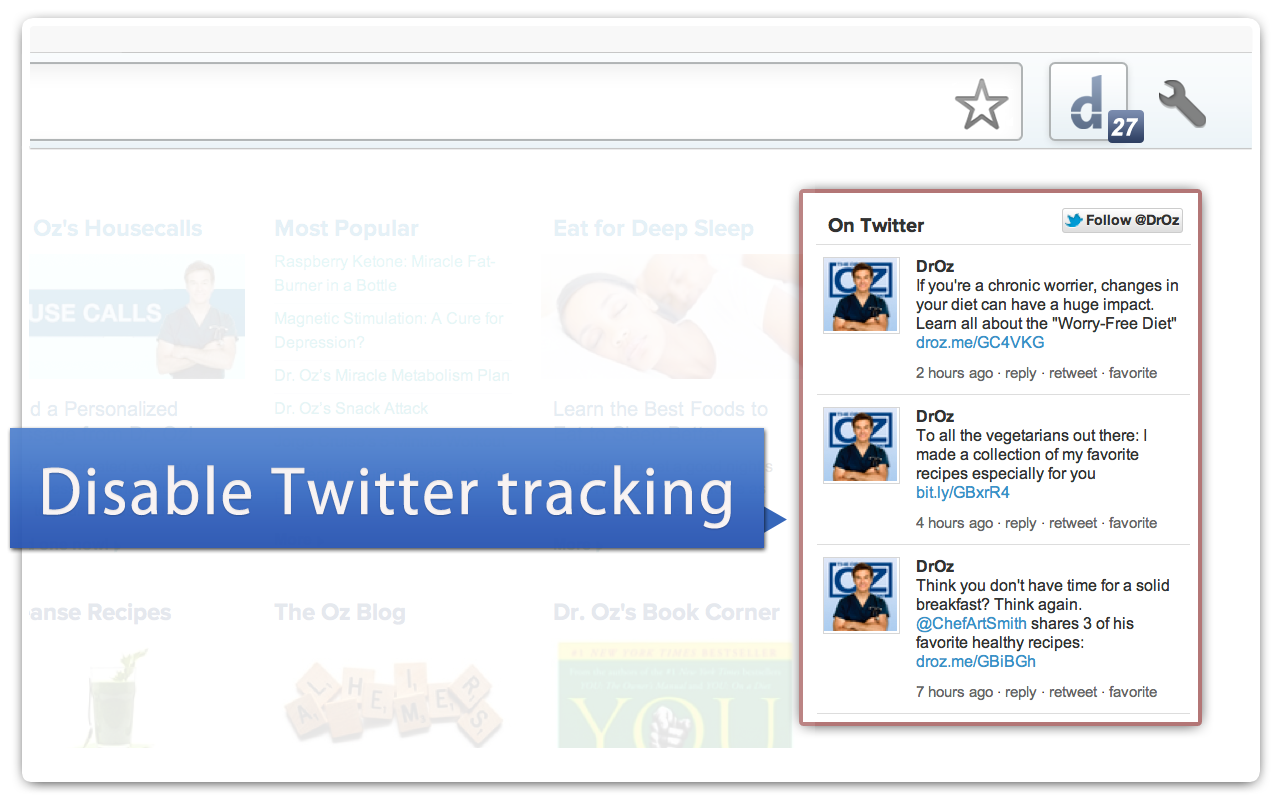 d
27
Oz's Housecalls
USE CALLS
d a Personalized
Most Popular
Raspberry Ketone: Miracle Fat-
Burner in a Bottle
Magnetic Stimulation: A Cure for
Depression?
Dr. Oz's Miracle Metabolism Plan
Dr. Oz's Snack Attack
Eat for Deep Sleep
Learn the Best Foods to
Disable Twitter tracking
On Twitter
Follow @DrOz
DrOz
If you're a chronic worrier, changes in
your diet can have a huge impact.
Learn all about the "Worry-Free Diet"
droz.me/GC4VKG
2 hours ago · reply · retweet · favorite
DrOz
To all the vegetarians out there: I
made a collection of my favorite
recipes especially for you
bit.ly/GBxrR4
4 hours ago · reply · retweet · favorite
DrOz
Think you don't have time for a solid
breakfast? Think again.
@ChefArtSmith shares 3 of his
favorite healthy recipes:
droz.me/GBiBGh
7 hours ago · reply · retweet · favorite
eanse Recipes
The Oz Blog
Dr. Oz's Book Corner
#1 NEW YORK TIMES BESTSELLER
YOU